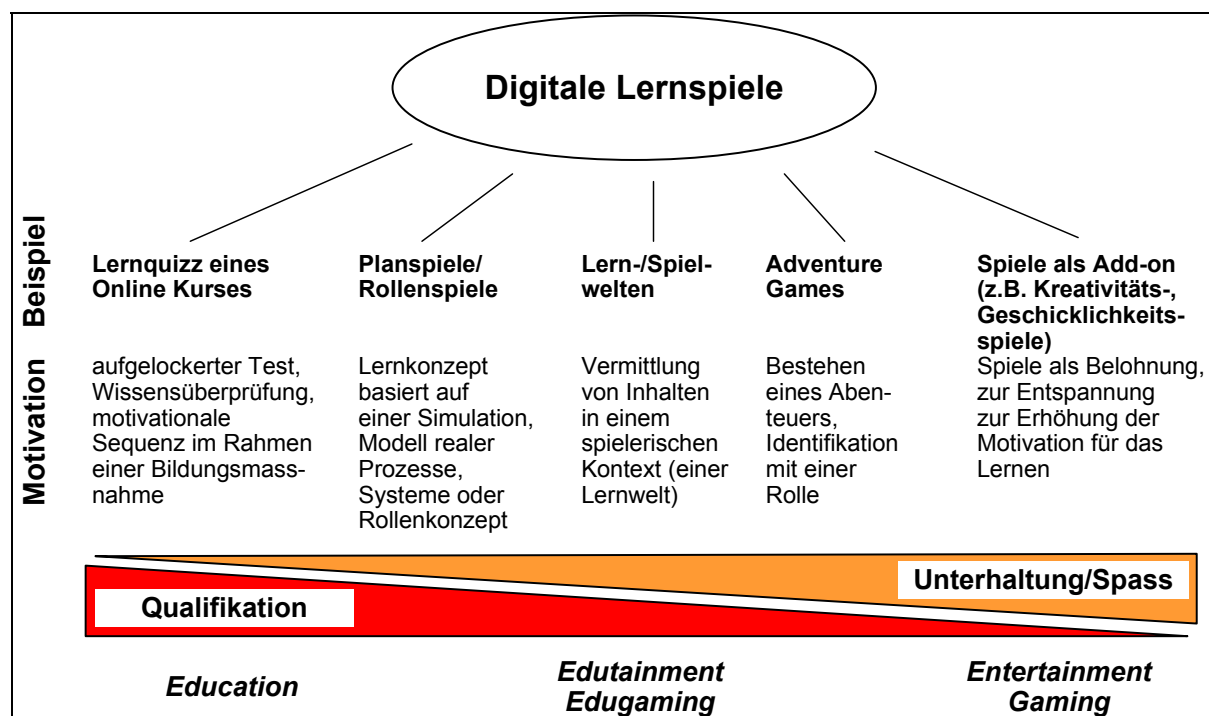 Digitale Lernspiele
Beispiel
Lernquizz eines
Online Kurses
Planspiele/
Rollenspiele
Lern-/Spiel-
welten
Adventure
Games
Spiele als Add-on
(z.B. Kreativitäts-,
Geschicklichkeits-
spiele)
Motivation
aufgelockerter Test,
Wissensüberprüfung,
motivationale
Sequenz im Rahmen
einer Bildungsmass-
nahme
Lernkonzept
basiert auf
einer Simulation,
Modell realer
Prozesse,
Systeme oder
Rollenkonzept
Vermittlung
von Inhalten
in einem
spielerischen
Kontext (einer
Lernwelt)
Bestehen
eines Aben-
teuers,
Identifikation
mit einer
Rolle
Spiele als Belohnung,
zur Entspannung
zur Erhöhung der
Motivation für das
Lernen
Unterhaltung/Spass
Qualifikation
Education
Edutainment
Edugaming
Entertainment
Gaming